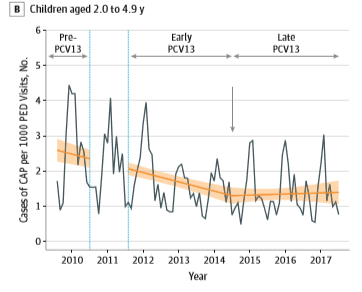 B Children aged 2.0 to 4.9 y
Pre-
PCV13
Early
PCV13
Late
PCV13
Cases of CAP per 1000 PED Visits, No.
6
5
4
3
2
1
0
2010 2011 2012 2013 2014 2015 2016 2017
Year